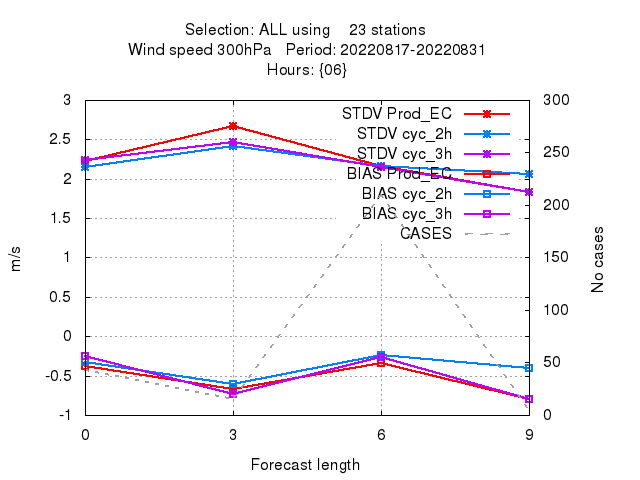 Selection: ALL using 23 stations
Wind speed 300hPa Period: 20220817-20220831
Hours: {06}
3
2.5
2
1.5
1
0.5
0
-0.5
-1
300
250
200
150
100
50
0
STDV Prod_EC
STDV cyc_2h
STDV cyc_3h
BIAS Prod_EC
BIAS cyc_2h
BIAS cyc_3h
CASES
m/s
No cases
0 3 6 9
Forecast length